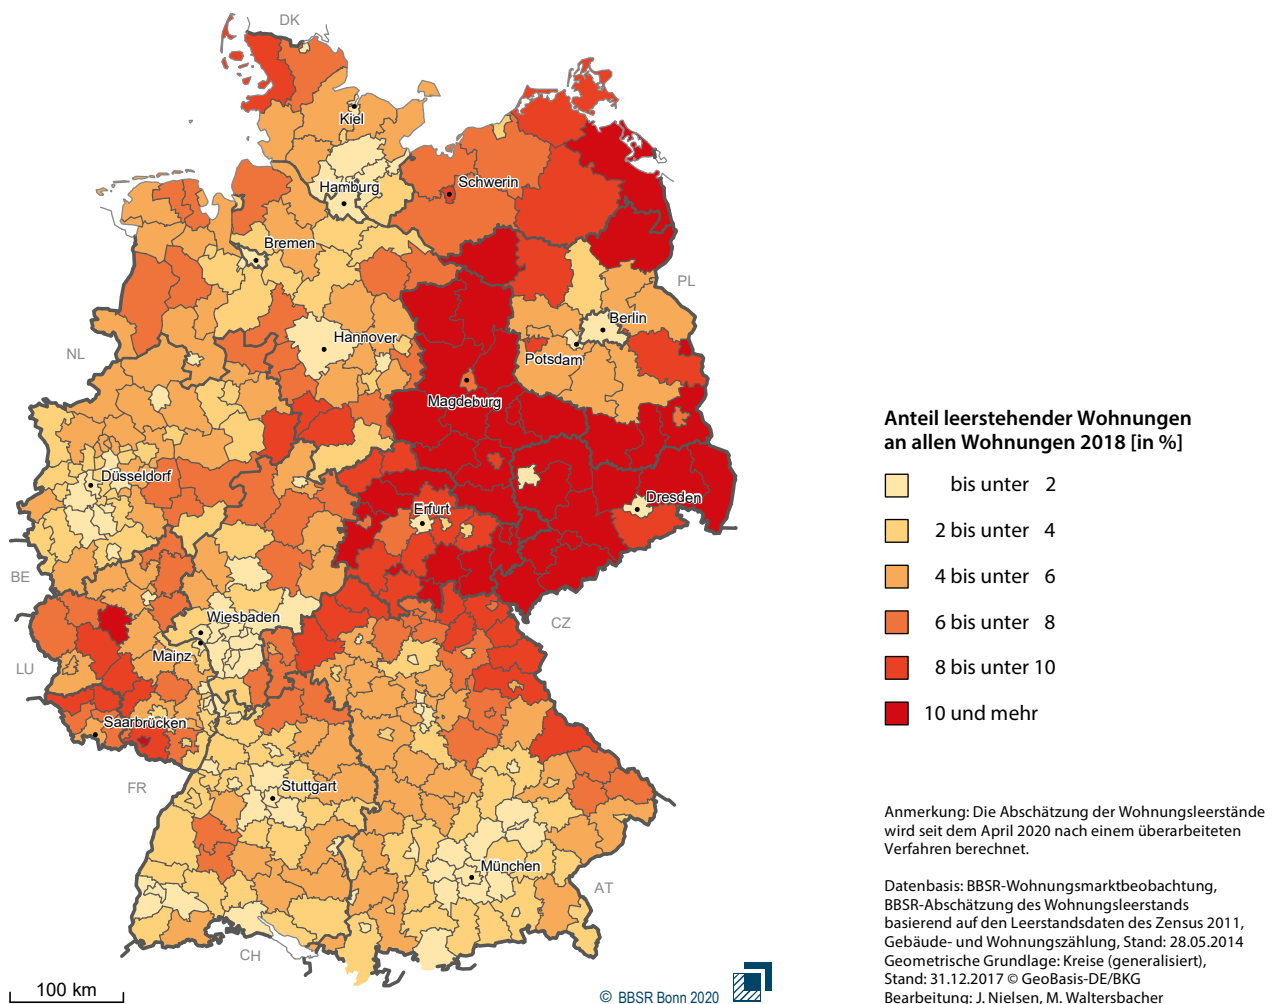 DK
Kiel
Hamburg
Schwerin
Bremen
PL
Berlin
Hannover
NL
Potsdam
Magdeburg
Düsseldorf
Dresden
Erfurt
BE
Wiesbaden
CZ
Mainz
LU
Saarbrücken
FR
Stuttgart
München
AT
CH
100 km
© BBSR Bonn 2020
Anteil leerstehender Wohnungen
an allen Wohnungen 2018 [in %]
bis unter 2
2 bis unter 4
4 bis unter 6
6 bis unter 8
8 bis unter 10
10 und mehr
Anmerkung: Die Abschätzung der Wohnungsleerstände
wird seit dem April 2020 nach einem überarbeiteten
Verfahren berechnet.
Datenbasis: BBSR-Wohnungsmarktbeobachtung,
BBSR-Abschätzung des Wohnungsleerstands
basierend auf den Leerstandsdaten des Zensus 2011,
Gebäude- und Wohnungszählung, Stand: 28.05.2014
Geometrische Grundlage: Kreise (generalisiert),
Stand: 31.12.2017 © GeoBasis-DE/BKG
Bearbeitung: J. Nielsen, M. Waltersbacher